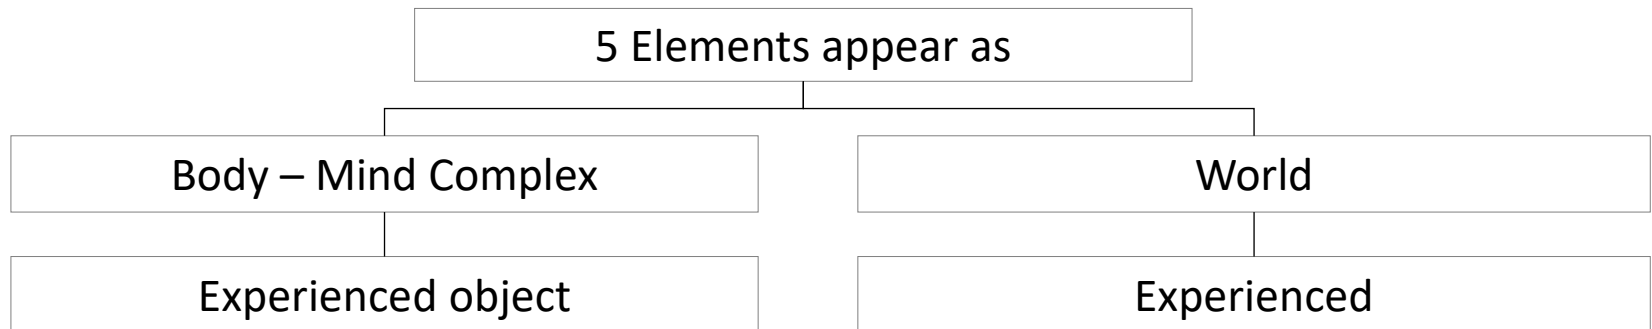 5 Elements appear as
Body – Mind Complex
World
Experienced object
Experienced